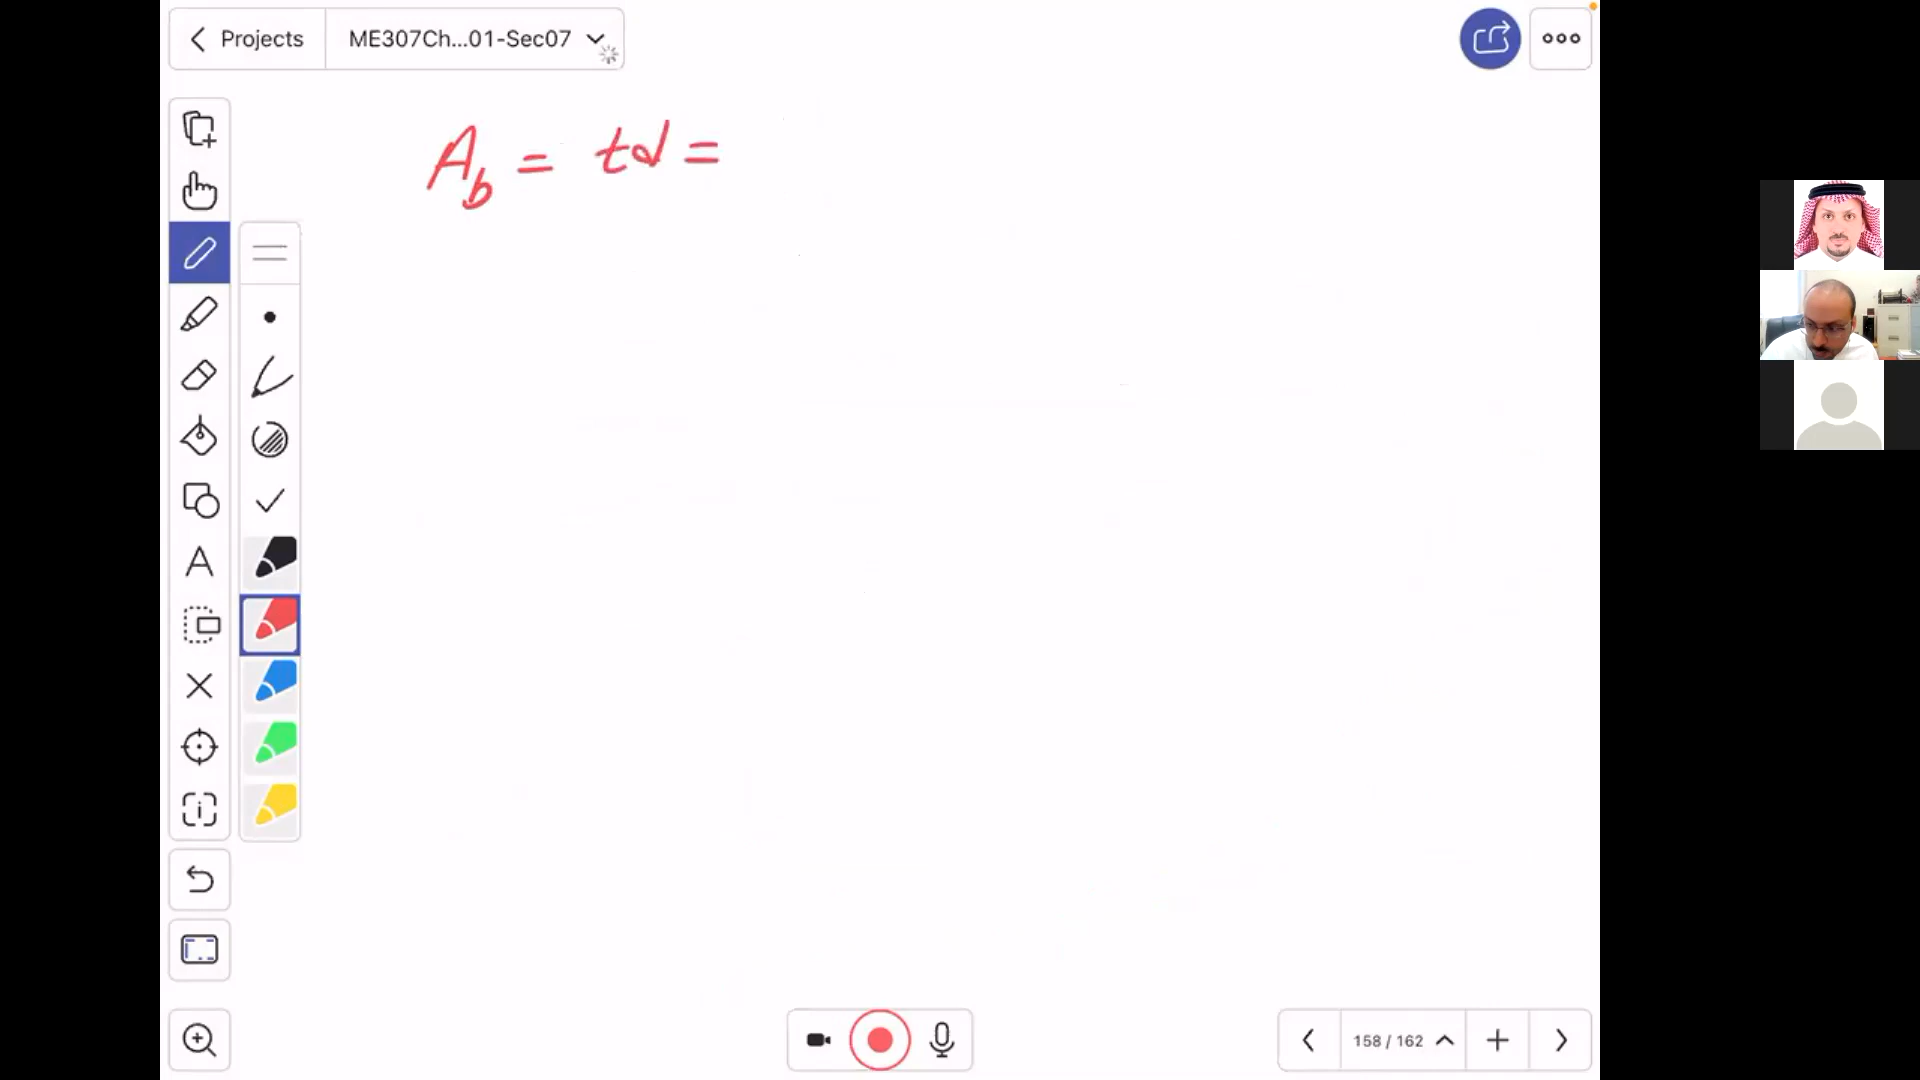 Projects
ME307Ch...01-Sec07
A_b = td =
A
158 / 162